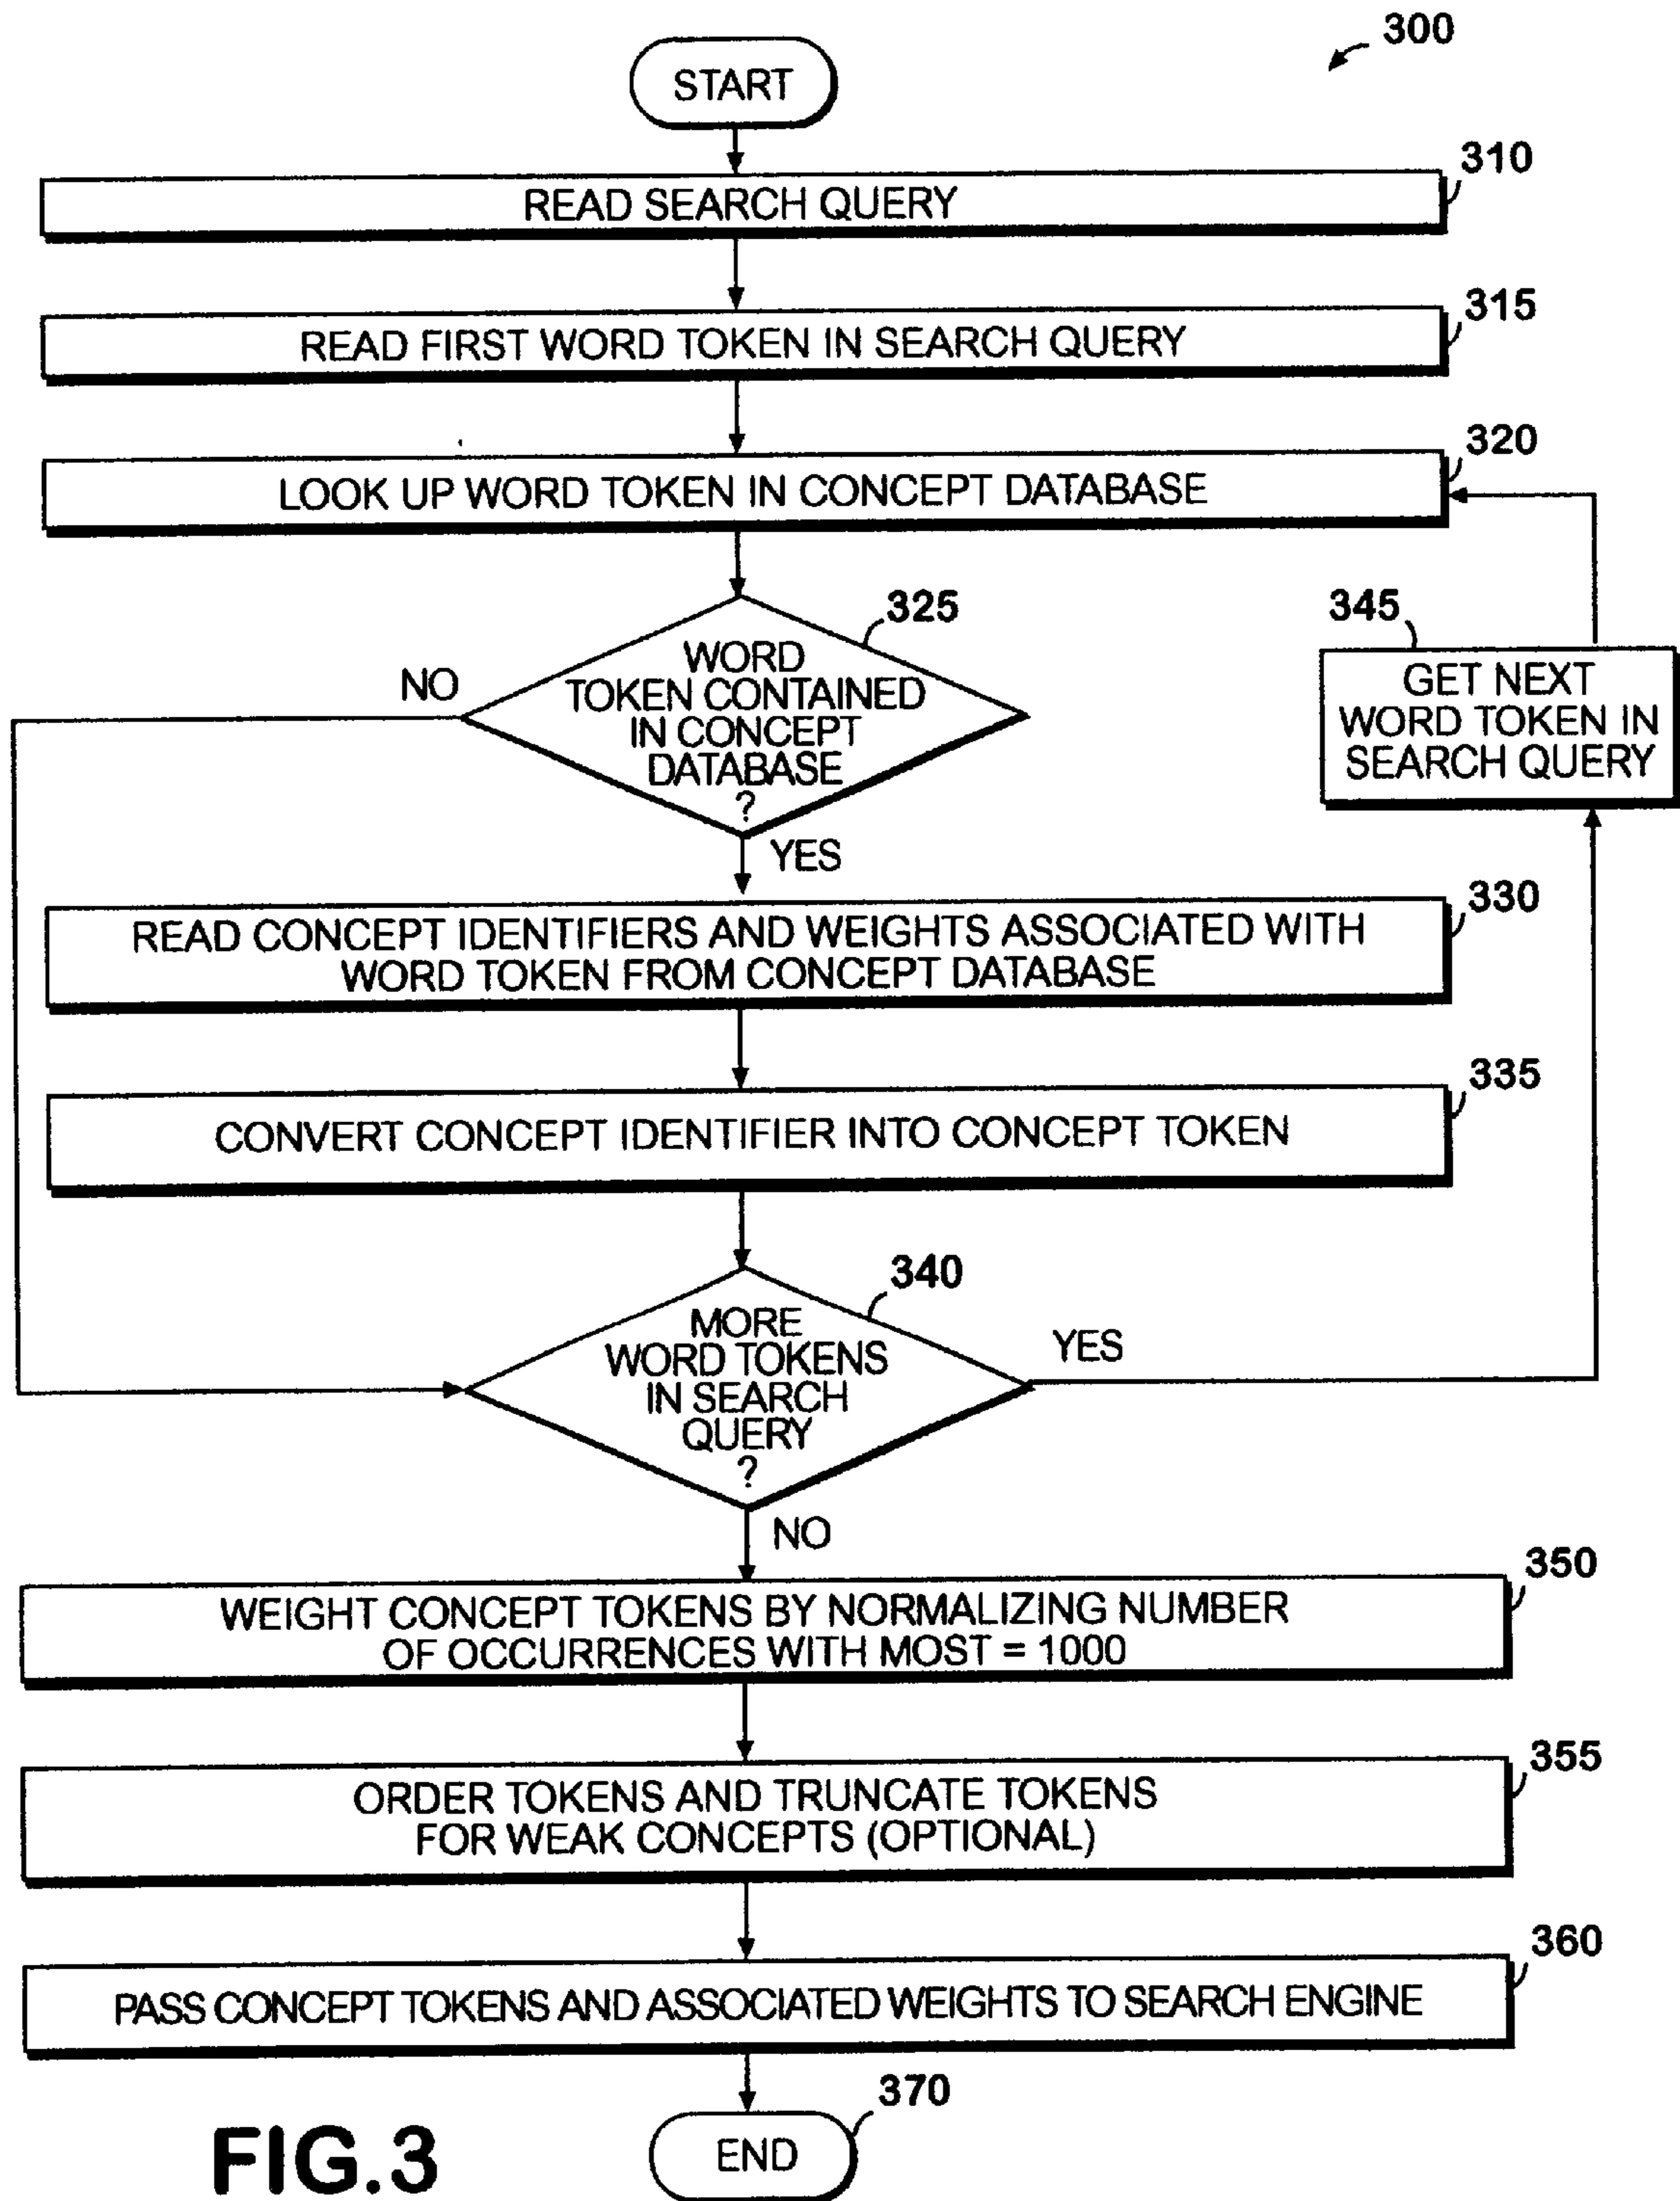 300
START
310
READ SEARCH QUERY
315
READ FIRST WORD TOKEN IN SEARCH QUERY
320
LOOK UP WORD TOKEN IN CONCEPT DATABASE
325
WORD
TOKEN CONTAINED
IN CONCEPT
DATABASE
?
NO
YES
345
GET NEXT
WORD TOKEN IN
SEARCH QUERY
330
READ CONCEPT IDENTIFIERS AND WEIGHTS ASSOCIATED WITH
WORD TOKEN FROM CONCEPT DATABASE
335
CONVERT CONCEPT IDENTIFIER INTO CONCEPT TOKEN
340
MORE
WORD TOKENS
IN SEARCH
QUERY
?
YES
NO
350
WEIGHT CONCEPT TOKENS BY NORMALIZING NUMBER
OF OCCURRENCES WITH MOST = 1000
355
ORDER TOKENS AND TRUNCATE TOKENS
FOR WEAK CONCEPTS (OPTIONAL)
360
PASS CONCEPT TOKENS AND ASSOCIATED WEIGHTS TO SEARCH ENGINE
370
END
FIG.3